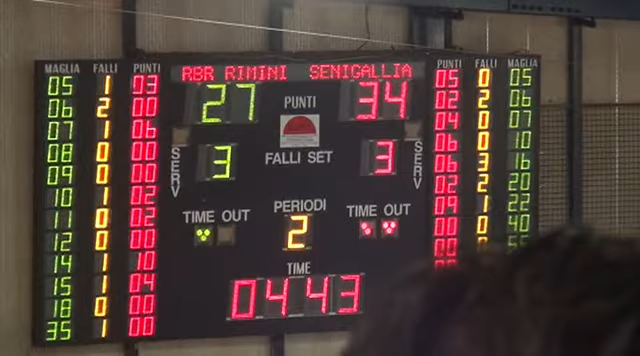 MAGLIA FALLI PUNTI RBR RIMINI SENIGALLIA PUNTI FALLI MAGLIA
05 1 03 27 PUNTI 34 05 0 05
06 2 00 02 2 06
07 1 06 04 0 07
08 0 00 SERV 3 FALLI SET 3 SERV 06 0 10
09 0 00 06 3 16
10 0 02 02 2 20
11 1 02 TIME OUT PERIODI 2 TIME OUT 09 1 22
12 0 00 00 0 40
14 1 10 TIME 00
15 0 04 04 43
18 0 00
35 1 00